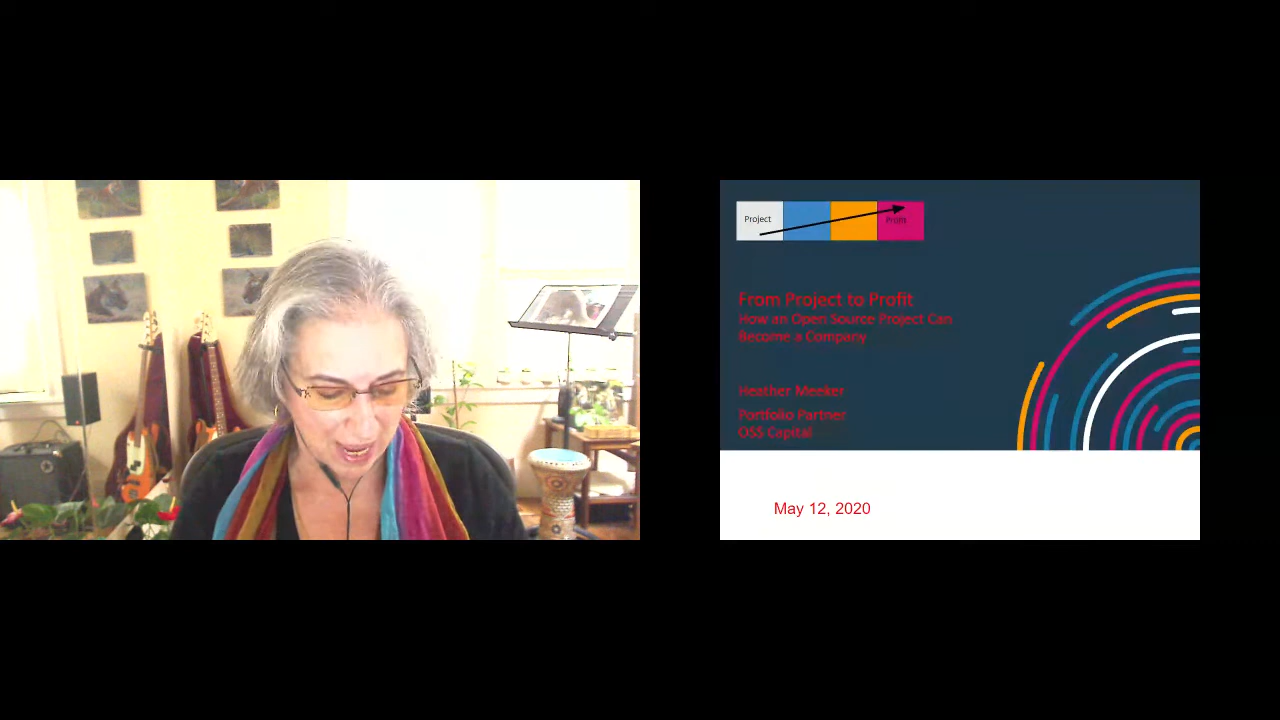 Project
Profit
From Project to Profit
How an Open Source Project Can
Become a Company
Heather Meeker
Portfolio Partner
OSS Capital
May 12, 2020